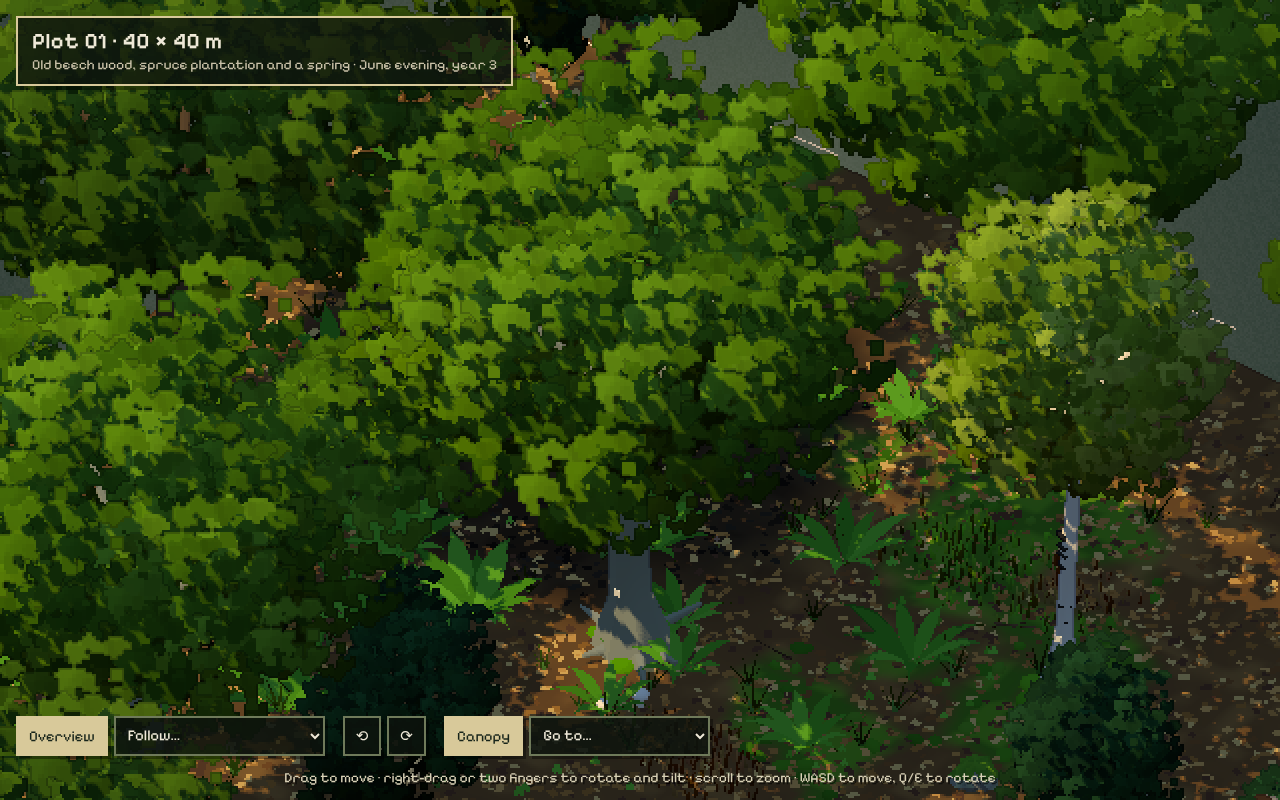 Plot 01 · 40 × 40 m
Old beech wood, spruce plantation and a spring · June evening, year 3
Overview
Follow...
⟲
⟳
Canopy
Go to...
Drag to move · right-drag or two fingers to rotate and tilt · scroll to zoom · WASD to move, Q/E to rotate